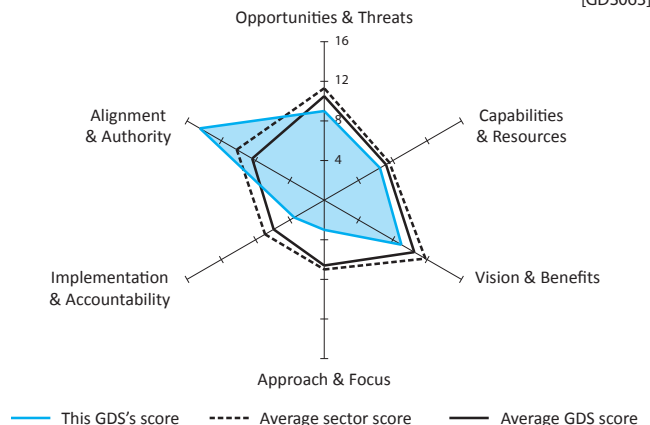 [GDS063]
Opportunities & Threats
16
12
8
4
Alignment
& Authority
Capabilities
& Resources
Implementation
& Accountability
Vision & Benefits
Approach & Focus
This GDS's score
Average sector score
Average GDS score